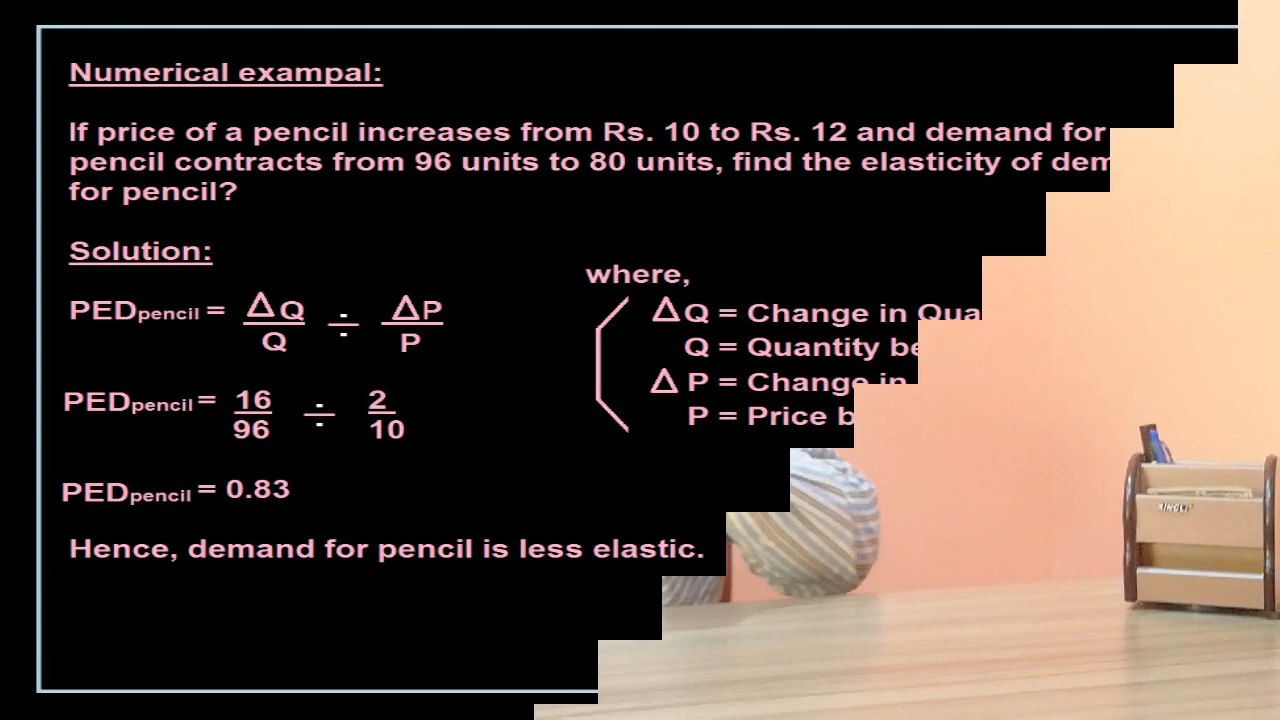 Numerical exampal:
If price of a pencil increases from Rs. 10 to Rs. 12 and demand for
pencil contracts from 96 units to 80 units, find the elasticity of
for pencil?
Solution:
where,
PEDpencil = ΔQ/Q ÷ ΔP/P
ΔQ = Change in
Q = Quantity
ΔP = Change in
P = Price
PEDpencil = 16/96 ÷ 2/10
PEDpencil = 0.83
Hence, demand for pencil is less elastic.
XINGLI